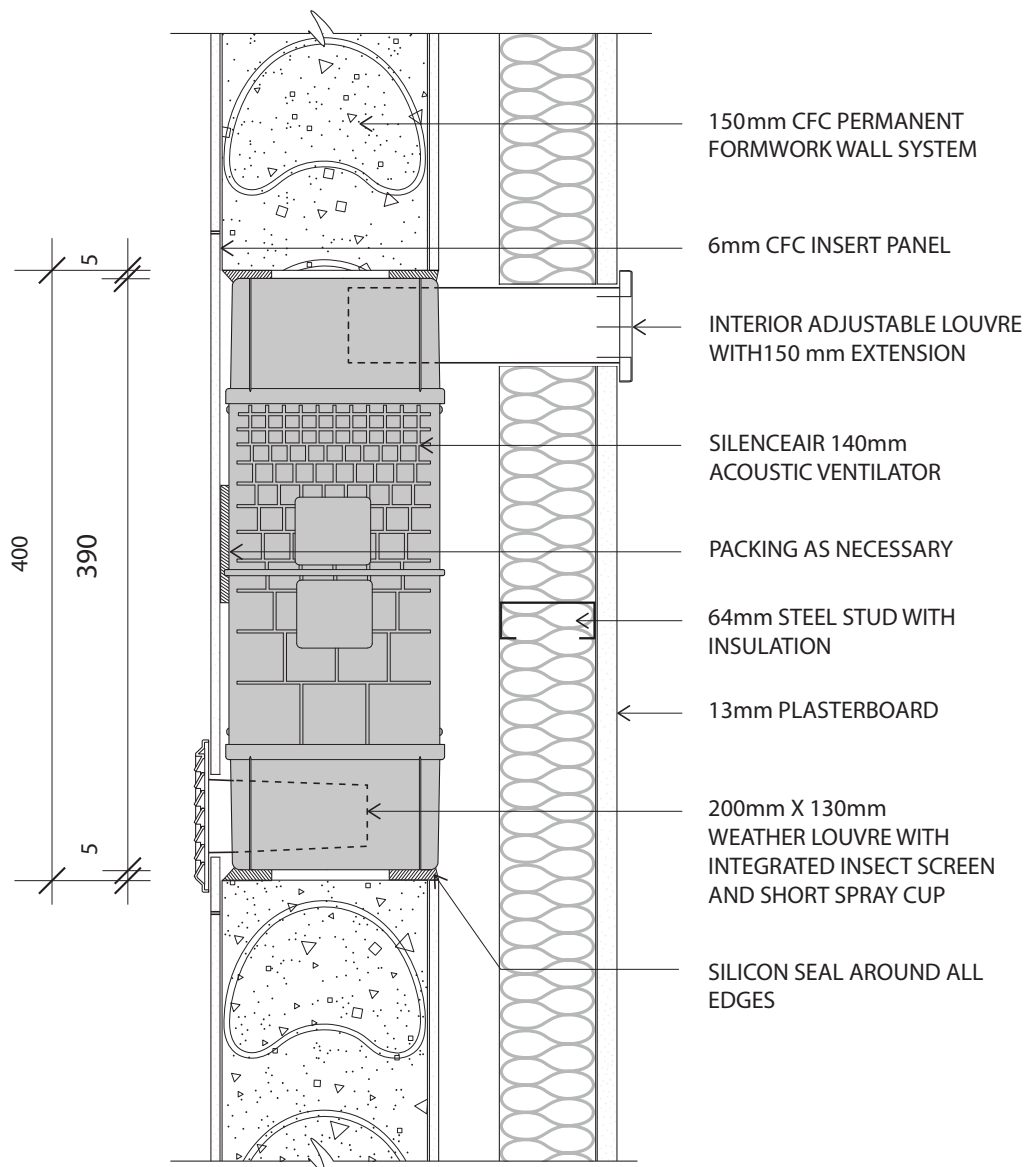 150mm CFC PERMANENT
FORMWORK WALL SYSTEM
6mm CFC INSERT PANEL
INTERIOR ADJUSTABLE LOUVRE
WITH150 mm EXTENSION
SILENCEAIR 140mm
ACOUSTIC VENTILATOR
PACKING AS NECESSARY
64mm STEEL STUD WITH
INSULATION
13mm PLASTERBOARD
200mm X 130mm
WEATHER LOUVRE WITH
INTEGRATED INSECT SCREEN
AND SHORT SPRAY CUP
SILICON SEAL AROUND ALL
EDGES
5
400
390
5